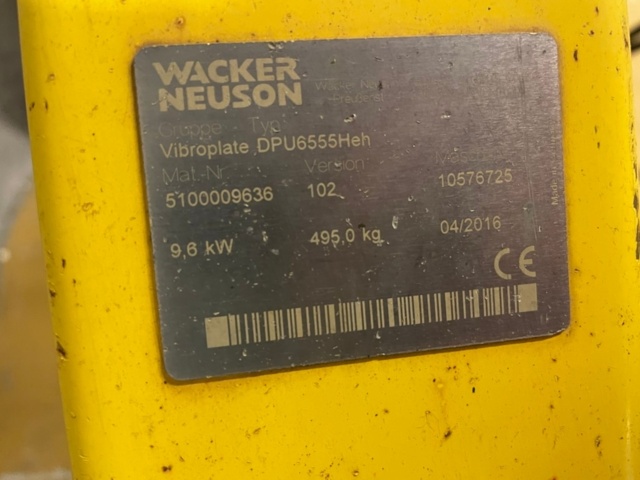 WACKER
NEUSON
Wacker
Gruppe Typ
Vibroplate DPU6555Heh
Mat.-Nr. Version
5100009636 102 10576725
9,6 kW 495,0 kg 04/2016
CE